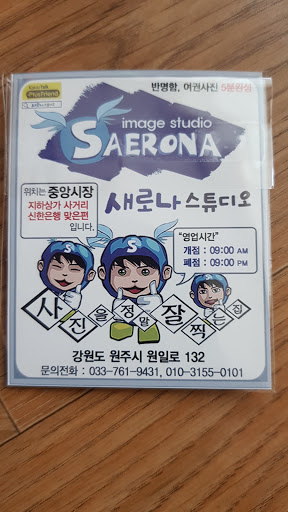 반명함, 여권사진 5분완성
image studio
SAERONA
위치는 중앙시장
지하상가 사거리
신한은행 맞은편
입니다.
새로나 스튜디오
"영업시간"
개점 : 09:00 AM
폐점 : 09:00 PM
S S S
사진을 정말 잘찍는집
강원도 원주시 원일로 132
문의전화 : 033-761-9431, 010-3155-0101